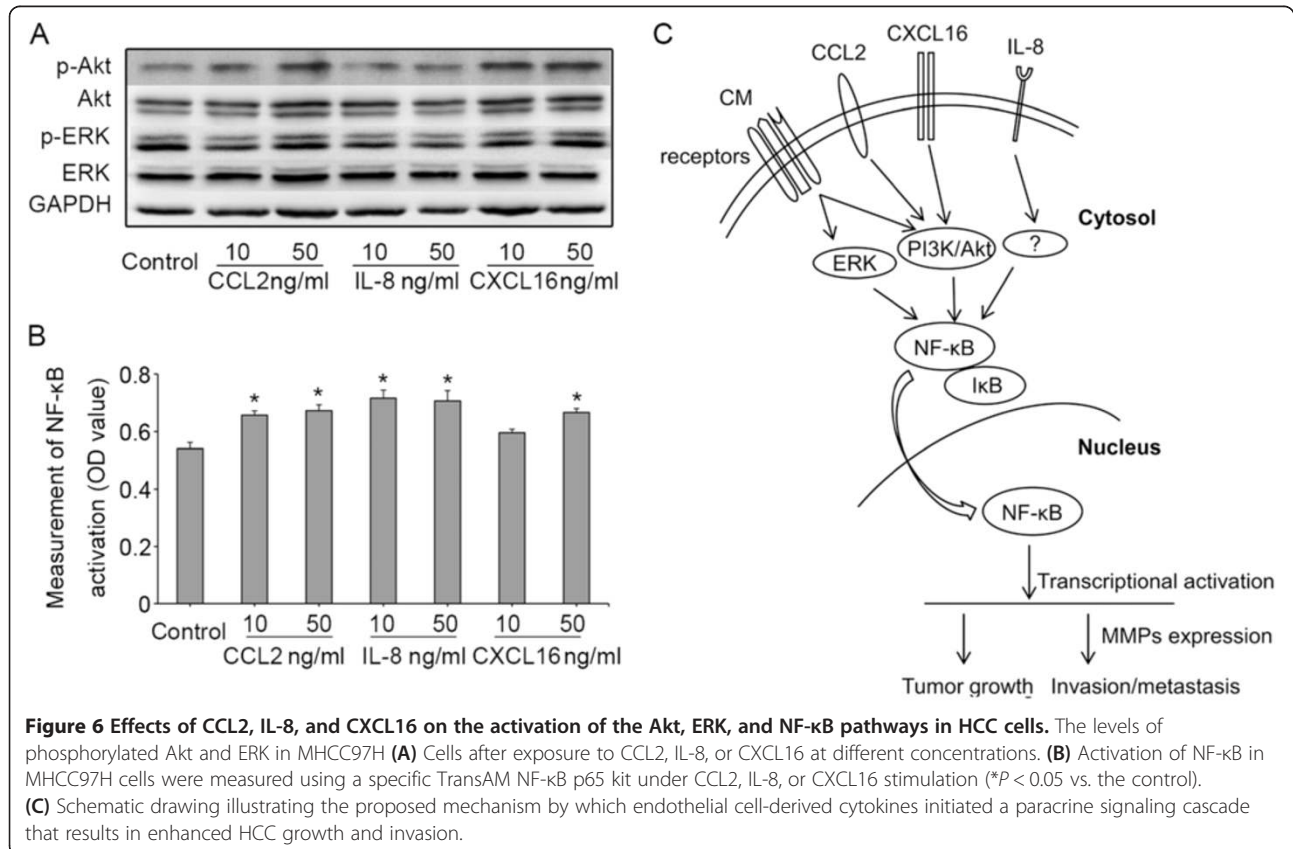 A
p-Akt
Akt
p-ERK
ERK
GAPDH
Control 10 50 10 50 10 50
CCL2ng/ml IL-8 ng/ml CXCL16ng/ml
B
Measurement of NF-κB
activation (OD value)
0.8
0.6
0.4
0.2
0
* * * * *
Control 10 50 10 50 10 50
CCL2 ng/ml IL-8 ng/ml CXCL16ng/ml
C
CXCL16
CCL2
IL-8
CM
receptors
Cytosol
ERK
PI3K/Akt
?
NF-κB
IκB
Nucleus
NF-κB
Transcriptional activation
MMPs expression
Tumor growth Invasion/metastasis
Figure 6 Effects of CCL2, IL-8, and CXCL16 on the activation of the Akt, ERK, and NF-κB pathways in HCC cells. The levels of
phosphorylated Akt and ERK in MHCC97H (A) Cells after exposure to CCL2, IL-8, or CXCL16 at different concentrations. (B) Activation of NF-κB in
MHCC97H cells were measured using a specific TransAM NF-κB p65 kit under CCL2, IL-8, or CXCL16 stimulation (*P < 0.05 vs. the control).
(C) Schematic drawing illustrating the proposed mechanism by which endothelial cell-derived cytokines initiated a paracrine signaling cascade
that results in enhanced HCC growth and invasion.